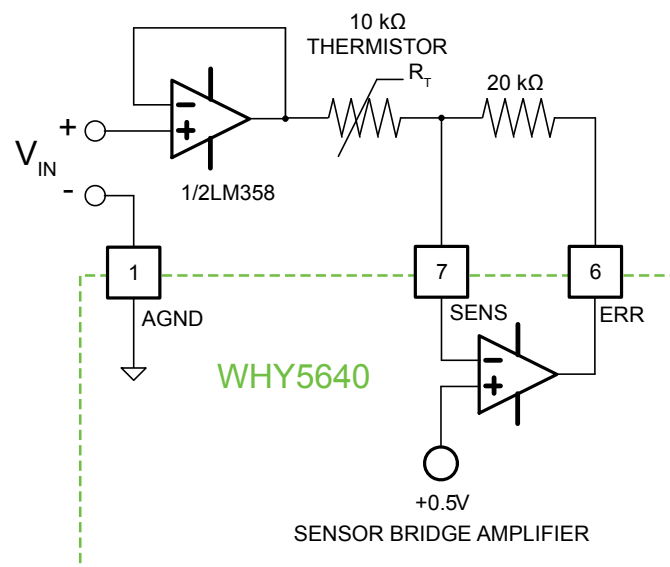 10 kΩ
THERMISTOR
R_T
20 kΩ
+
V_IN
-
-
+
1/2LM358
1
AGND
7
SENS
6
ERR
WHY5640
-
+
+0.5V
SENSOR BRIDGE AMPLIFIER